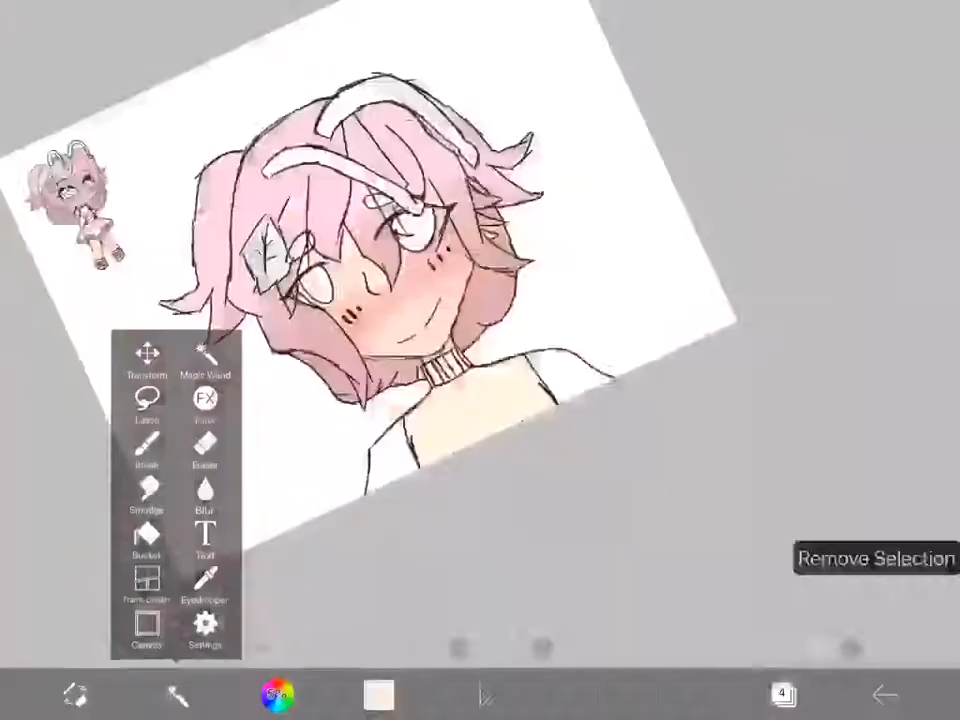 Transform Magic Wand
Lasso Filter
FX
Brush Eraser
Smudge Blur
Bucket Text
Frame Divider Eyedropper
Canvas Settings
Remove Selection
4